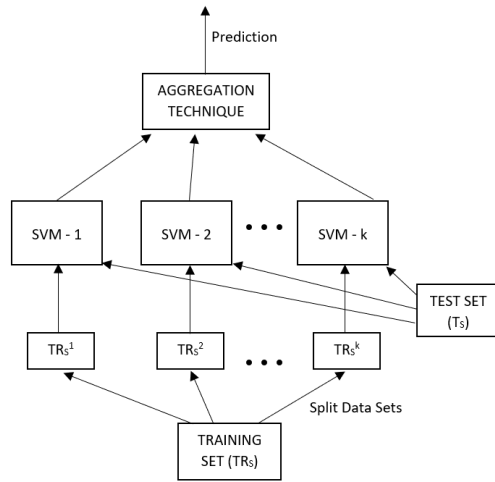 Prediction
AGGREGATION
TECHNIQUE
SVM - 1
SVM - 2
SVM - k
TEST SET
(Tₛ)
TRₛ¹
TRₛ²
TRₛᵏ
Split Data Sets
TRAINING
SET (TRₛ)